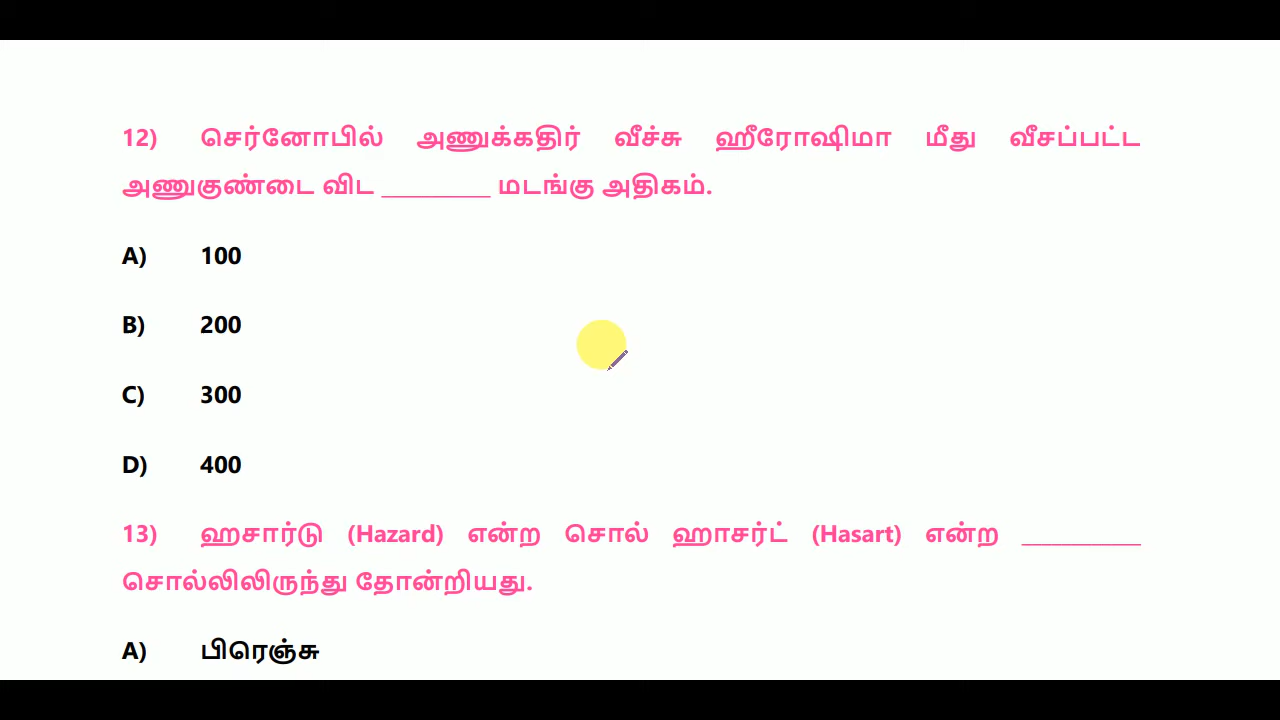 12) செர்னோபில் அணுக்கதிர் வீச்சு ஹீரோஷிமா மீது வீசப்பட்ட
அணுகுண்டை விட _________ மடங்கு அதிகம்.
A) 100
B) 200
C) 300
D) 400
13) ஹசார்டு (Hazard) என்ற சொல் ஹாசர்ட் (Hasart) என்ற __________
சொல்லிலிருந்து தோன்றியது.
A) பிரெஞ்சு